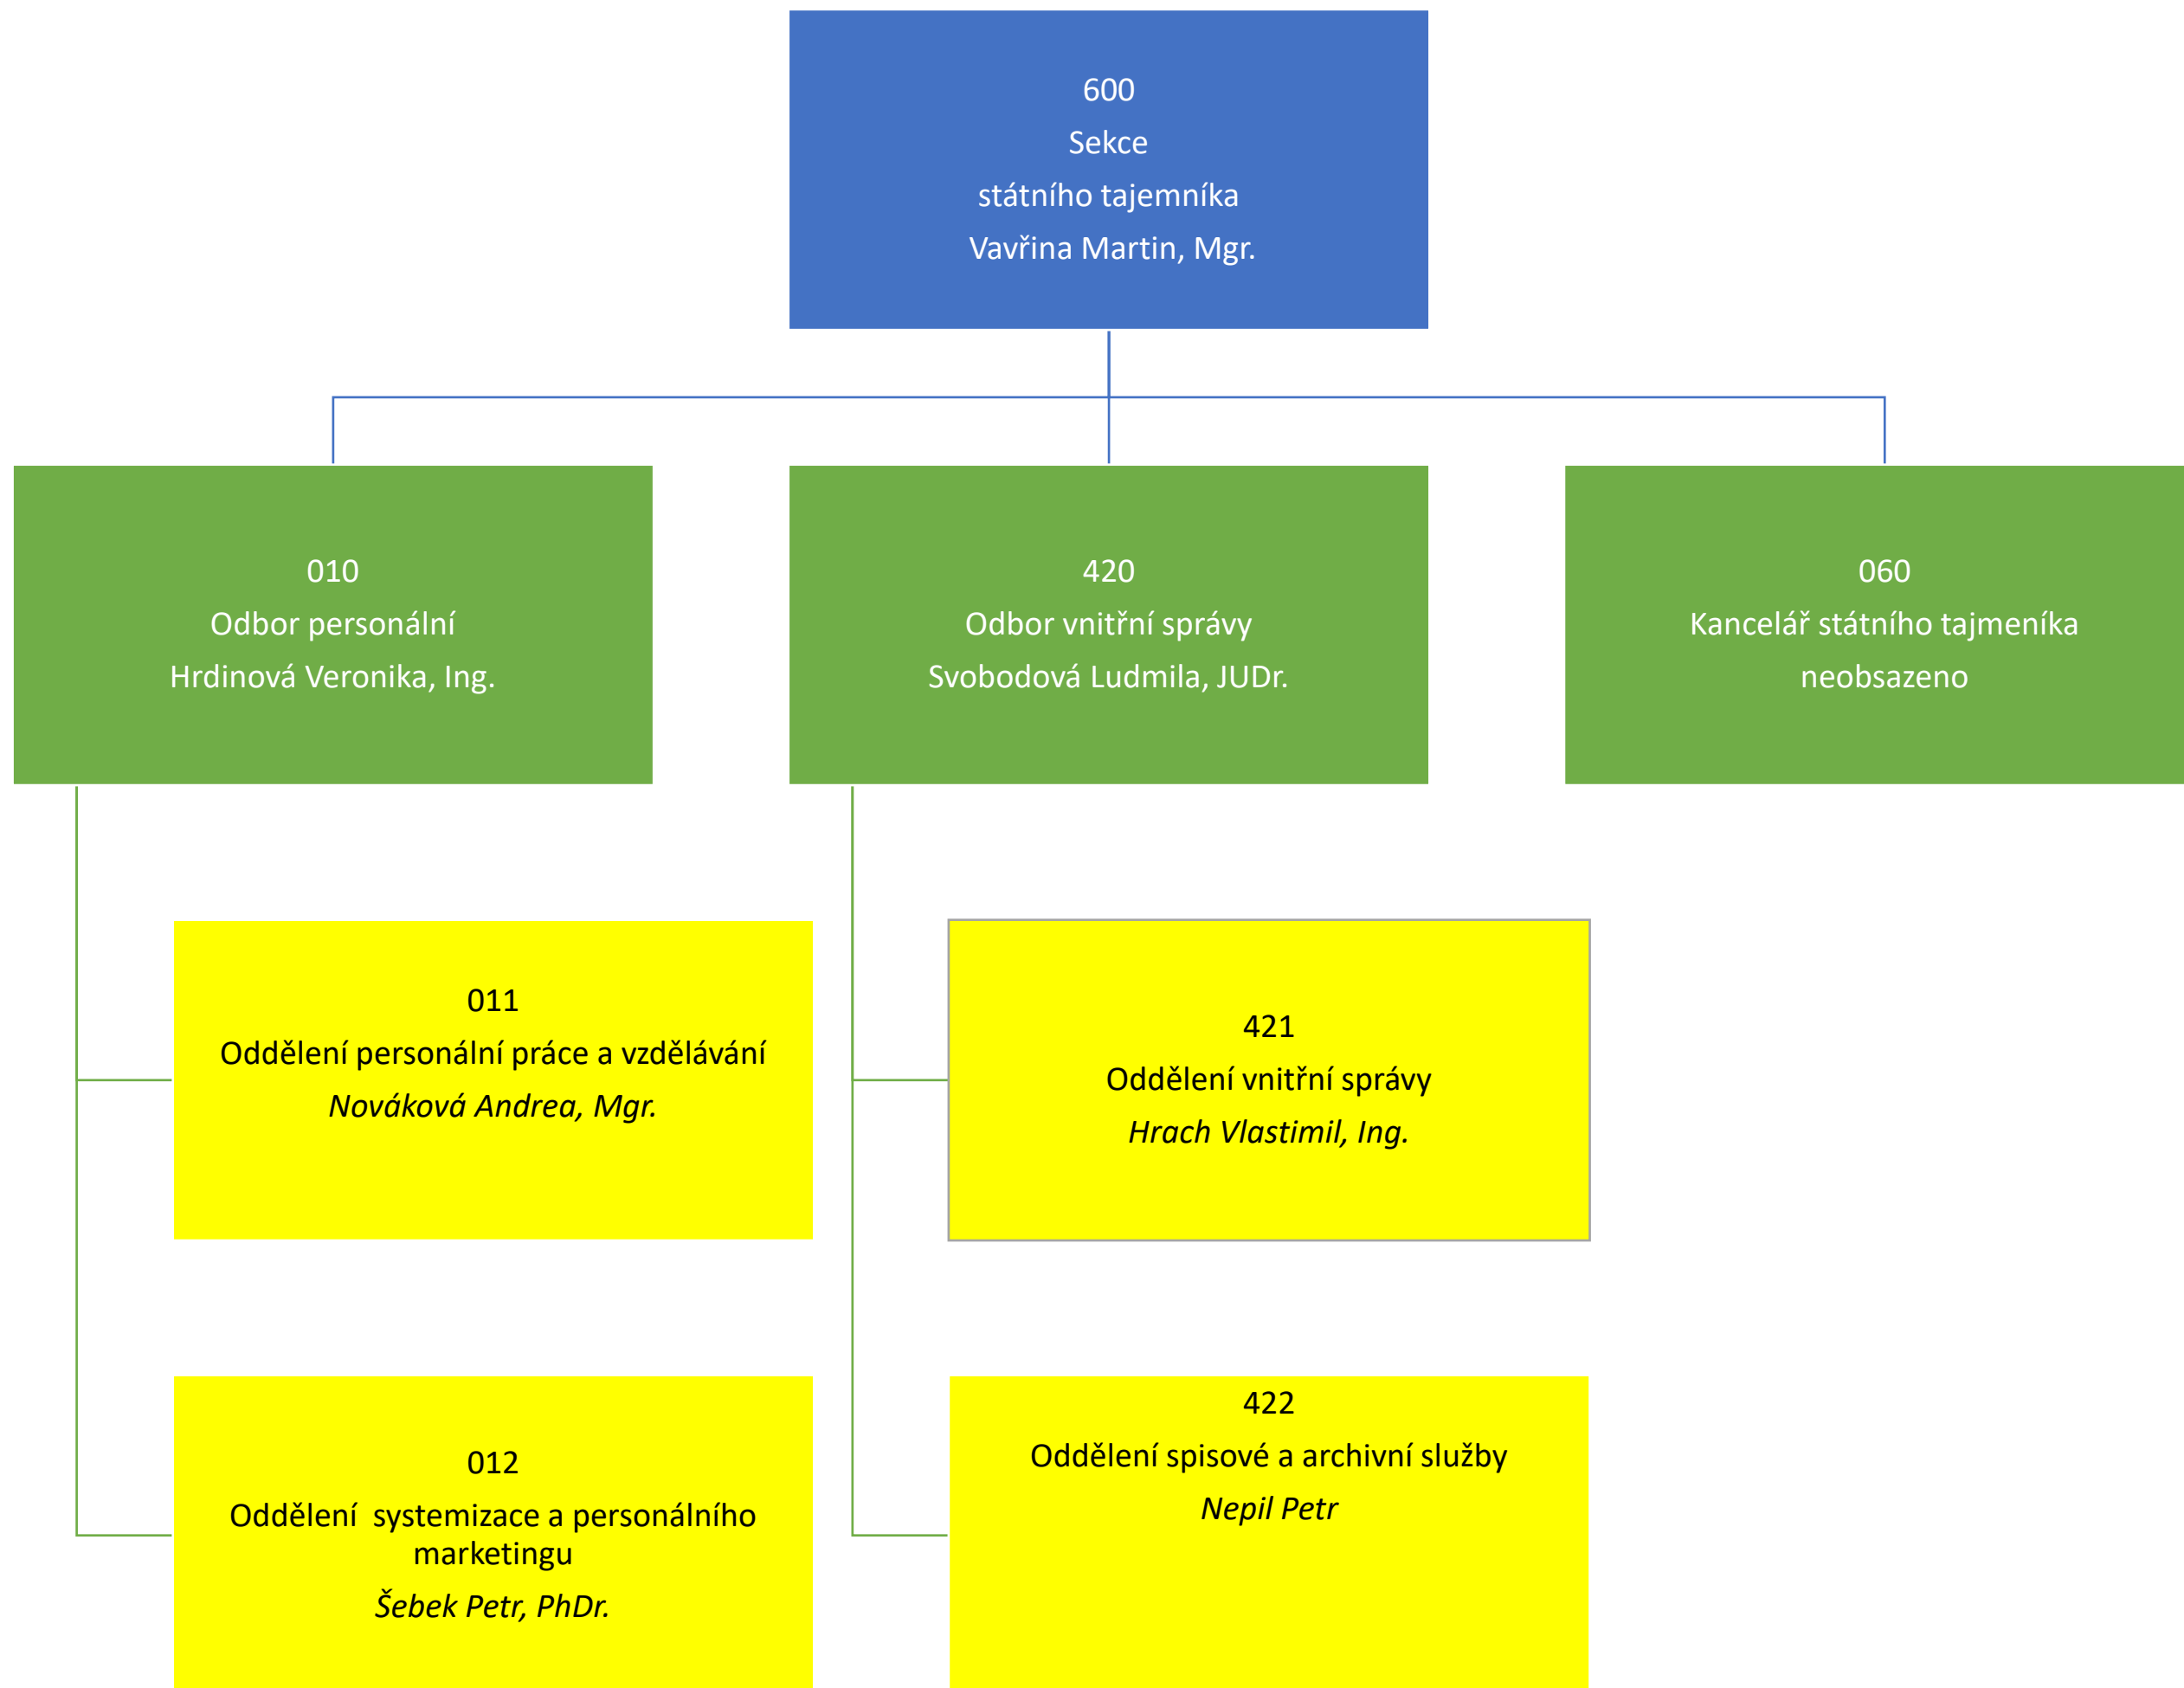 600
Sekce
státního tajemníka
Vavřina Martin, Mgr.
010
Odbor personální
Hrdinová Veronika, Ing.
420
Odbor vnitřní správy
Svobodová Ludmila, JUDr.
060
Kancelář státního tajmeníka
neobsazeno
011
Oddělení personální práce a vzdělávání
Nováková Andrea, Mgr.
421
Oddělení vnitřní správy
Hrach Vlastimil, Ing.
012
Oddělení  systemizace a personálního
marketingu
Šebek Petr, PhDr.
422
Oddělení spisové a archivní služby
Nepil Petr